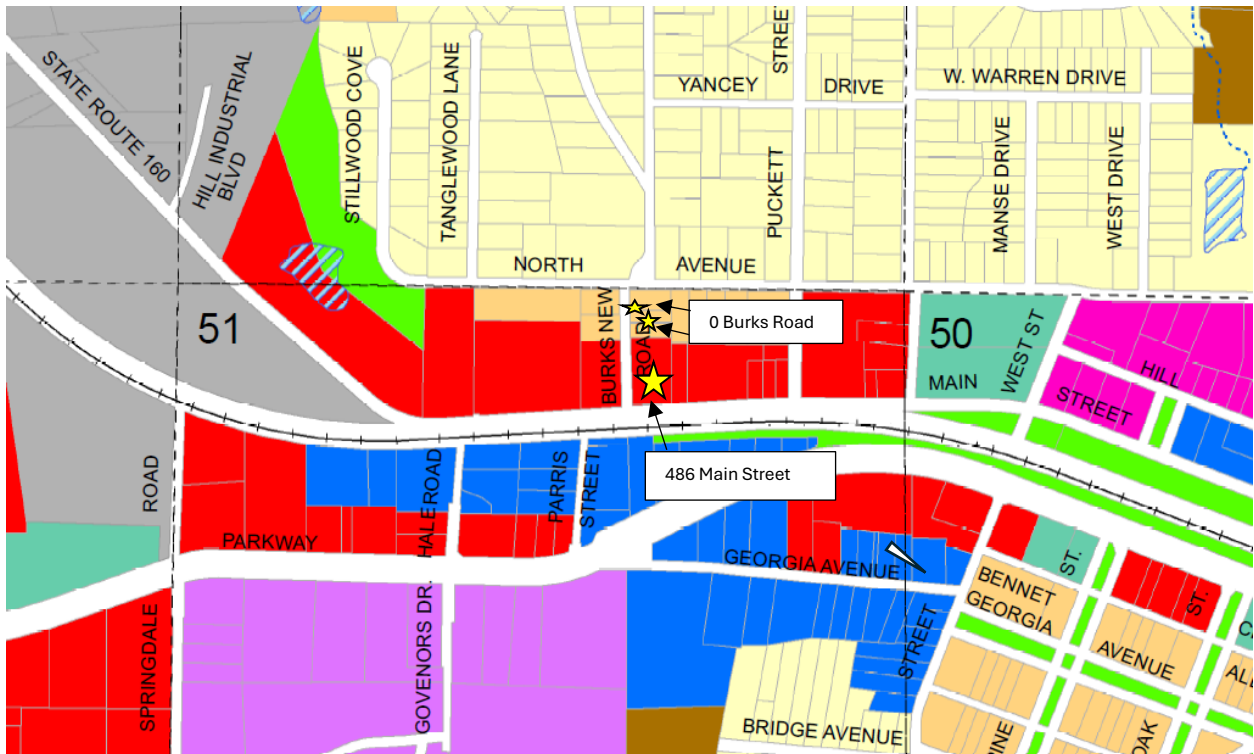 STATE ROUTE 160
HILL INDUSTRIAL
BLVD
STILLWOOD COVE
TANGLEWOOD LANE
YANCEY
STREET
DRIVE
W. WARREN DRIVE
PUCKETT
MANSE DRIVE
WEST DRIVE
NORTH
AVENUE
51
BURKS NEW
ROAD
0 Burks Road
50
MAIN
WEST ST
HILL
STREET
486 Main Street
ROAD
PARKWAY
HALE ROAD
PARRIS
STREET
GEORGIA AVENUE
BENNET
GEORGIA
ST.
ST.
AVENUE
SPRINGDALE
GOVENORS DR.
STREET
BRIDGE AVENUE
OAK